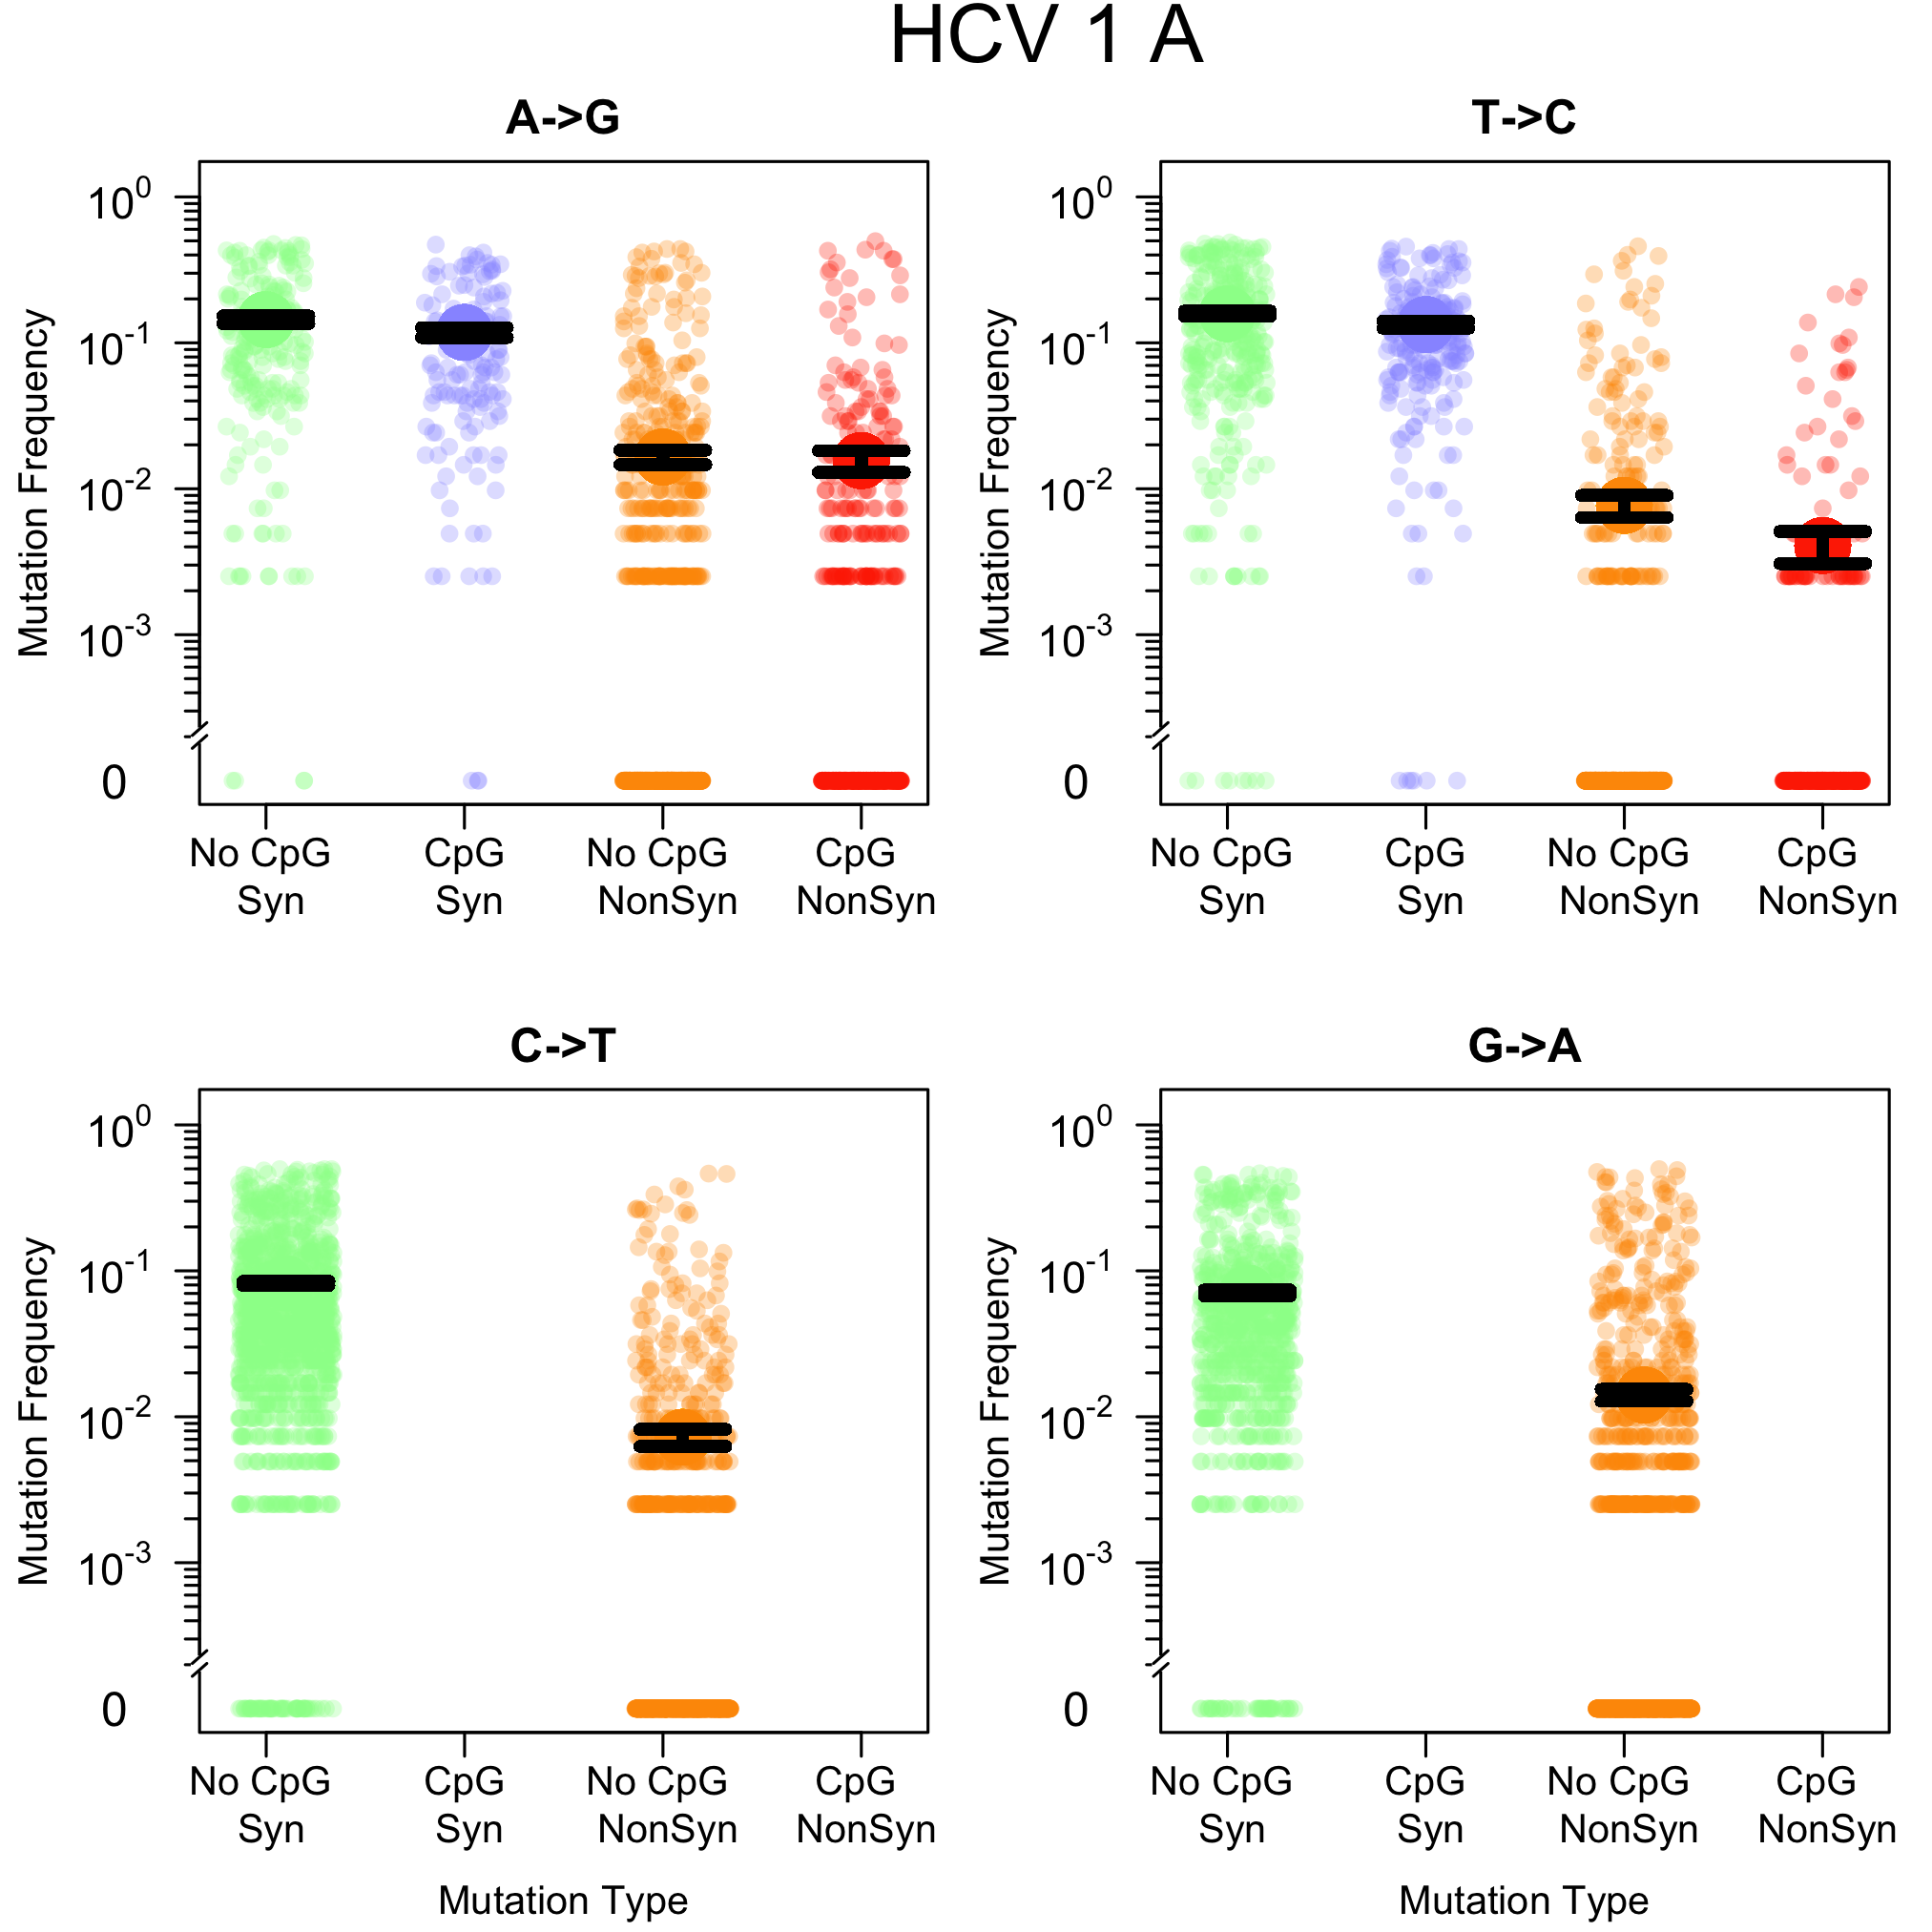 HCV 1 A
A->G
T->C
Mutation Frequency
10^0
10^-1
10^-2
10^-3
0
No CpG CpG No CpG CpG
Syn Syn NonSyn NonSyn
Mutation Frequency
10^0
10^-1
10^-2
10^-3
0
No CpG CpG No CpG CpG
Syn Syn NonSyn NonSyn
C->T
G->A
Mutation Frequency
10^0
10^-1
10^-2
10^-3
0
No CpG CpG No CpG CpG
Syn Syn NonSyn NonSyn
Mutation Type
Mutation Frequency
10^0
10^-1
10^-2
10^-3
0
No CpG CpG No CpG CpG
Syn Syn NonSyn NonSyn
Mutation Type